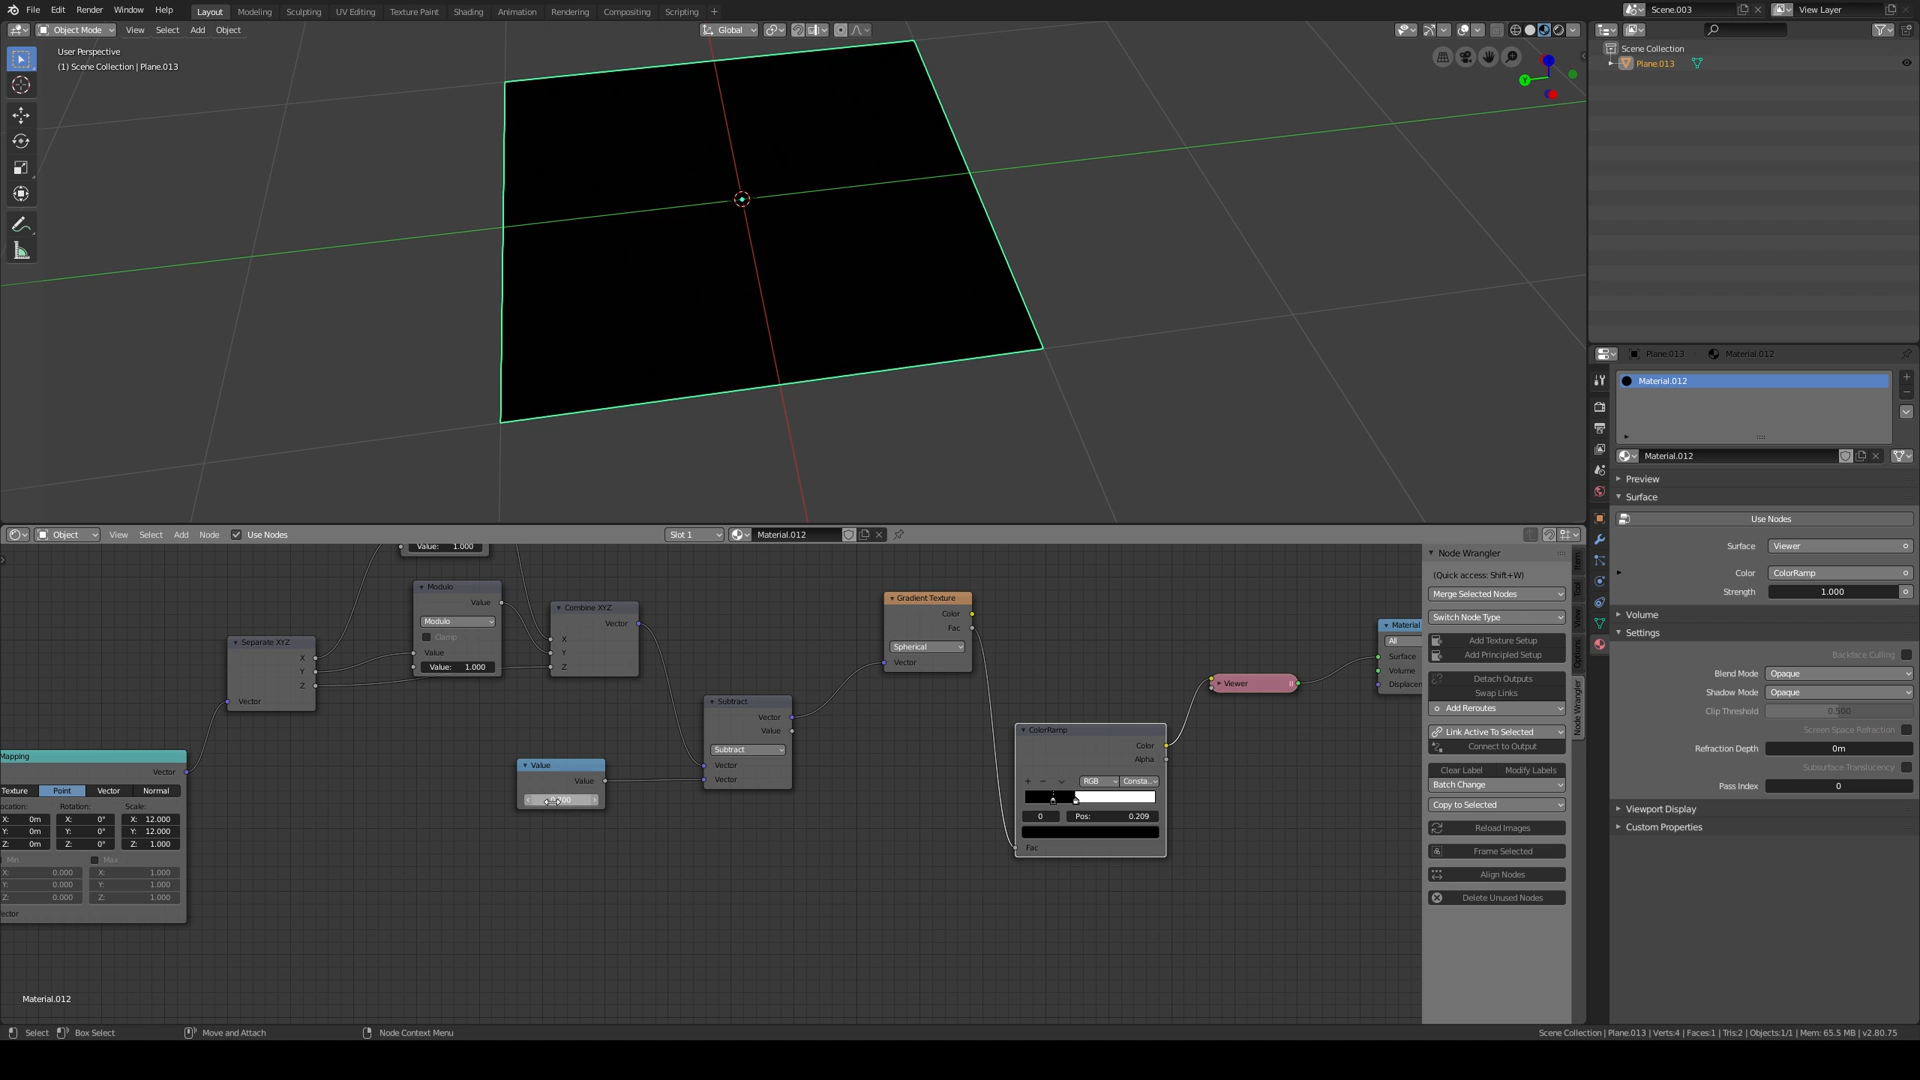 File Edit Render Window Help
Layout Modeling Sculpting UV Editing Texture Paint Shading Animation Rendering Compositing Scripting +
Scene.003 View Layer
Object Mode View Select Add Object
Global
User Perspective
(1) Scene Collection | Plane.013
Y
Scene Collection
Plane.013
Object View Select Add Node Use Nodes Slot 1 Material.012
Value: 1.000
Modulo
Value
Modulo
Clamp
Value
Value: 1.000
Combine XYZ
Vector
X
Y
Z
Separate XYZ
X
Y
Z
Vector
Mapping
Vector
Texture Point Vector Normal
ocation: Rotation: Scale:
X: 0m X: 0° X: 12.000
Y: 0m Y: 0° Y: 12.000
Z: 0m Z: 0° Z: 1.000
Min Max
X: 0.000 X: 1.000
Y: 0.000 Y: 1.000
Z: 0.000 Z: 1.000
ector
Value
Value
Subtract
Vector
Value
Subtract
Vector
Vector
Gradient Texture
Color
Fac
Spherical
Vector
ColorRamp
Color
Alpha
+ − RGB Consta..
0 Pos: 0.209
Fac
Viewer
Material
All
Surface
Volume
Displacen
Material.012
Node Wrangler
(Quick access: Shift+W)
Merge Selected Nodes
Switch Node Type
Add Texture Setup
Add Principled Setup
Detach Outputs
Swap Links
Add Reroutes
Link Active To Selected
Connect to Output
Clear Label Modify Labels
Batch Change
Copy to Selected
Reload Images
Frame Selected
Align Nodes
Delete Unused Nodes
Item
Tool
View
Options
Node Wrangler
Plane.013 Material.012
Material.012
Material.012
Preview
Surface
Use Nodes
Surface Viewer
Color ColorRamp
Strength 1.000
Volume
Settings
Backface Culling
Blend Mode Opaque
Shadow Mode Opaque
Clip Threshold 0.500
Screen Space Refraction
Refraction Depth 0m
Subsurface Translucency
Pass Index 0
Viewport Display
Custom Properties
Select Box Select Move and Attach Node Context Menu
Scene Collection | Plane.013 | Verts:4 | Faces:1 | Tris:2 | Objects:1/1 | Mem: 65.5 MB | v2.80.75